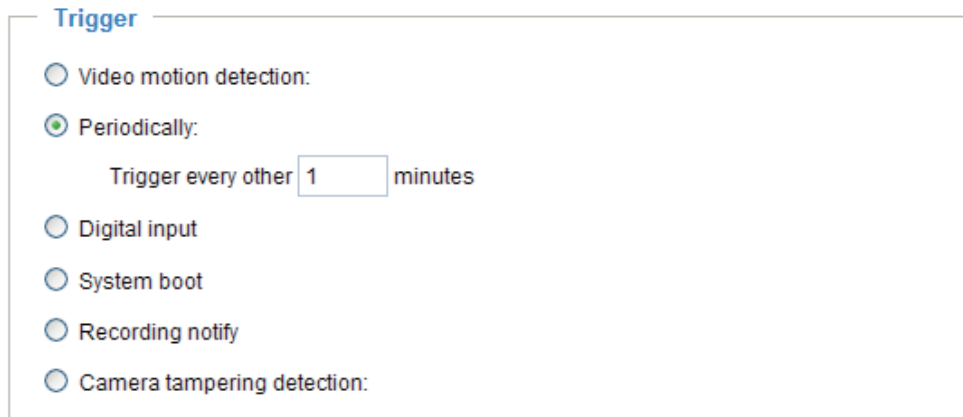 Trigger
Video motion detection:
Periodically:
Trigger every other 1 minutes
Digital input
System boot
Recording notify
Camera tampering detection: